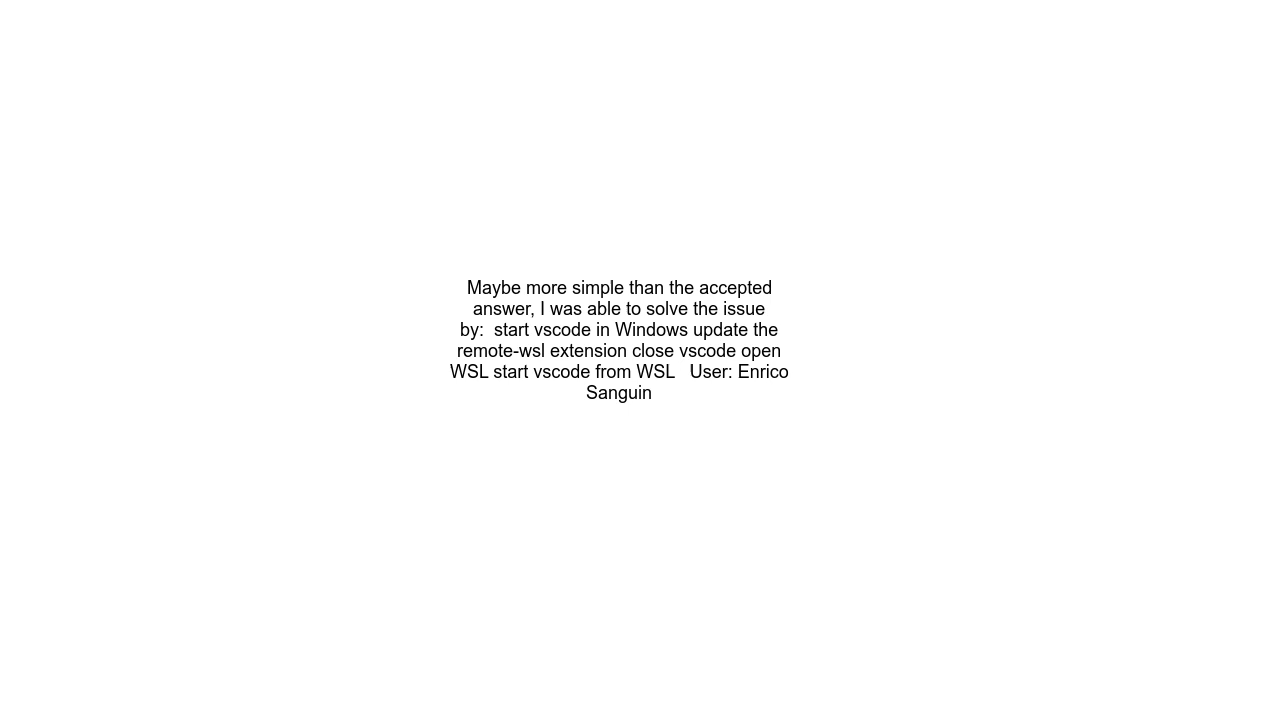 Maybe more simple than the accepted
answer, I was able to solve the issue
by:  start vscode in Windows update the
remote-wsl extension close vscode open
WSL start vscode from WSL   User: Enrico
Sanguin